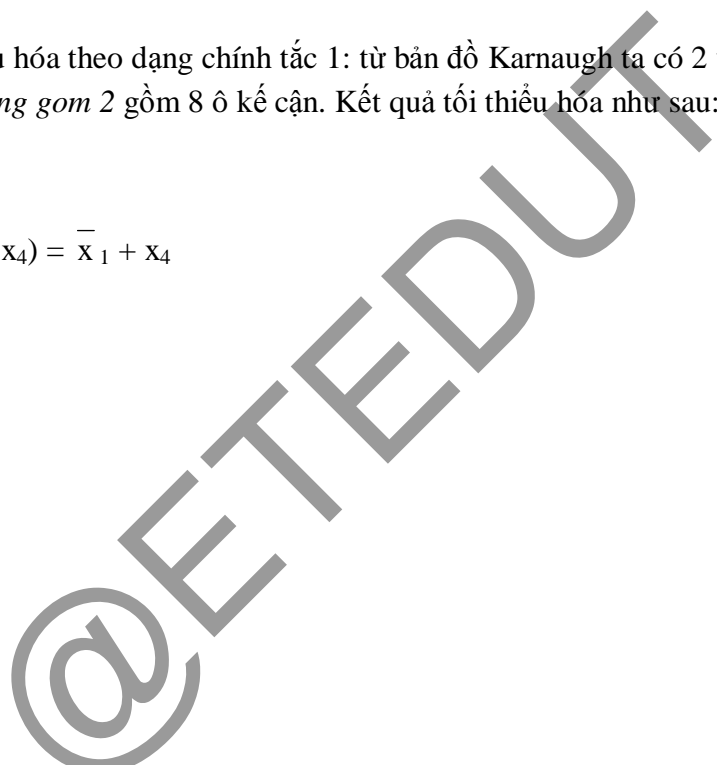 hóa theo dạng chính tắc 1: từ bản đồ Karnaugh ta có 2
gom 2 gồm 8 ô kế cận. Kết quả tối thiểu hóa như sau:
x₄) = x̅ ₁ + x₄
@ETEDUT